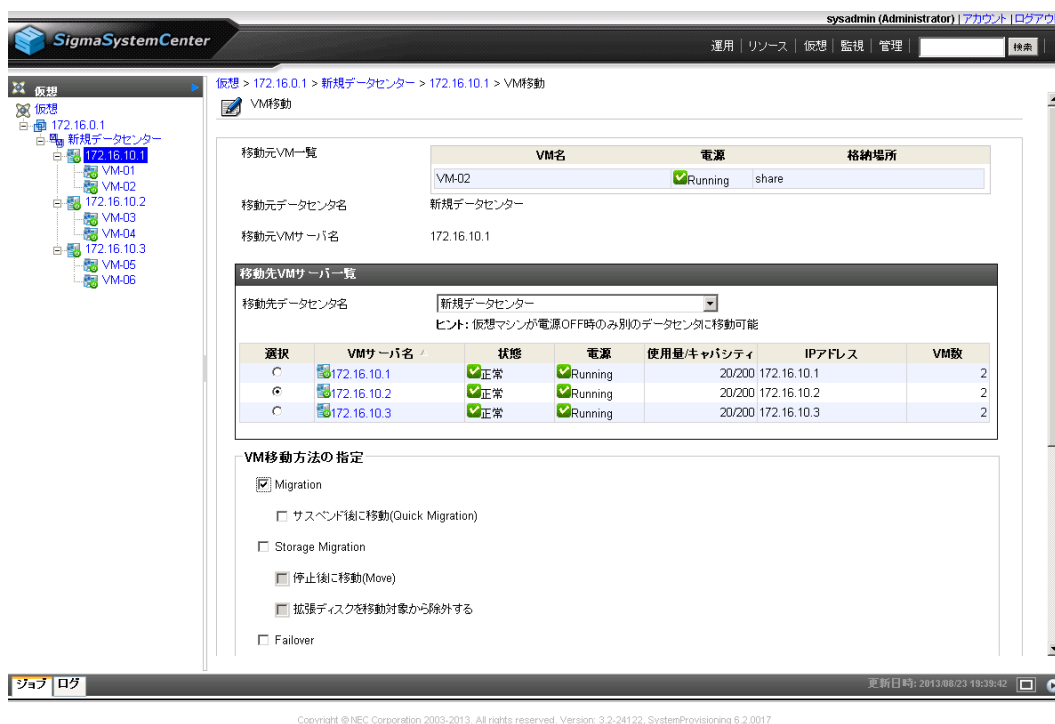 sysadmin (Administrator) | アカウント | ログアウ
SigmaSystemCenter
運用 | リソース | 仮想 | 監視 | 管理 | 検索
仮想
仮想
172.16.0.1
新規データセンター
172.16.10.1
VM-01
VM-02
172.16.10.2
VM-03
VM-04
172.16.10.3
VM-05
VM-06
仮想 > 172.16.0.1 > 新規データセンター > 172.16.10.1 > VM移動
VM移動
移動元VM一覧
VM名 電源 格納場所
VM-02 Running share
移動元データセンタ名 新規データセンター
移動元VMサーバ名 172.16.10.1
移動先VMサーバ一覧
移動先データセンタ名 新規データセンター
ヒント: 仮想マシンが電源OFF時のみ別のデータセンタに移動可能
選択 VMサーバ名 状態 電源 使用量/キャパシティ IPアドレス VM数
172.16.10.1 正常 Running 20/200 172.16.10.1 2
172.16.10.2 正常 Running 20/200 172.16.10.2 2
172.16.10.3 正常 Running 20/200 172.16.10.3 2
VM移動方法の指定
Migration
サスペンド後に移動(Quick Migration)
Storage Migration
停止後に移動(Move)
拡張ディスクを移動対象から除外する
Failover
ジョブ ログ
更新日時: 2013/08/23 19:39:42
Copyright © NEC Corporation 2003-2013. All rights reserved. Version: 3.2-24122, SystemProvisioning 6.2.0017